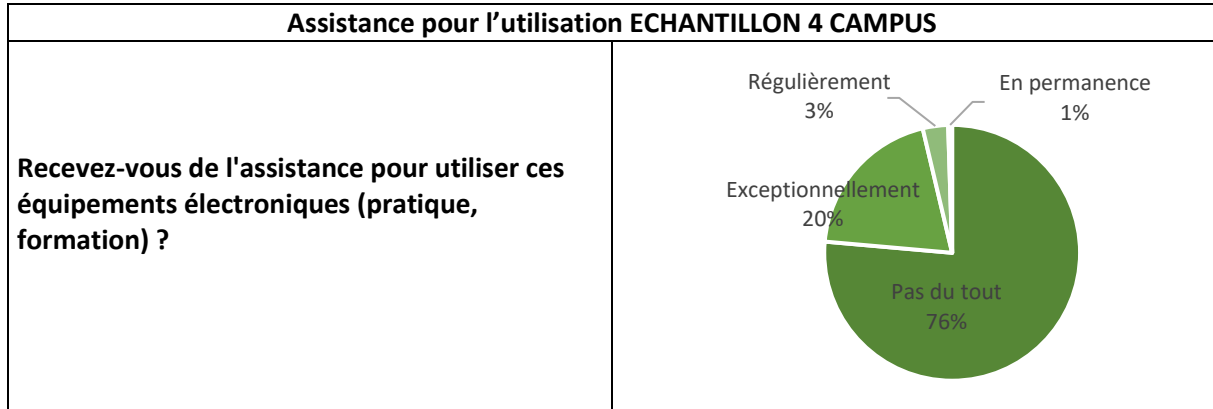 Assistance pour l’utilisation ECHANTILLON 4 CAMPUS
Recevez-vous de l'assistance pour utiliser ces
équipements électroniques (pratique,
formation) ?
Régulièrement
3%
En permanence
1%
Exceptionnellement
20%
Pas du tout
76%